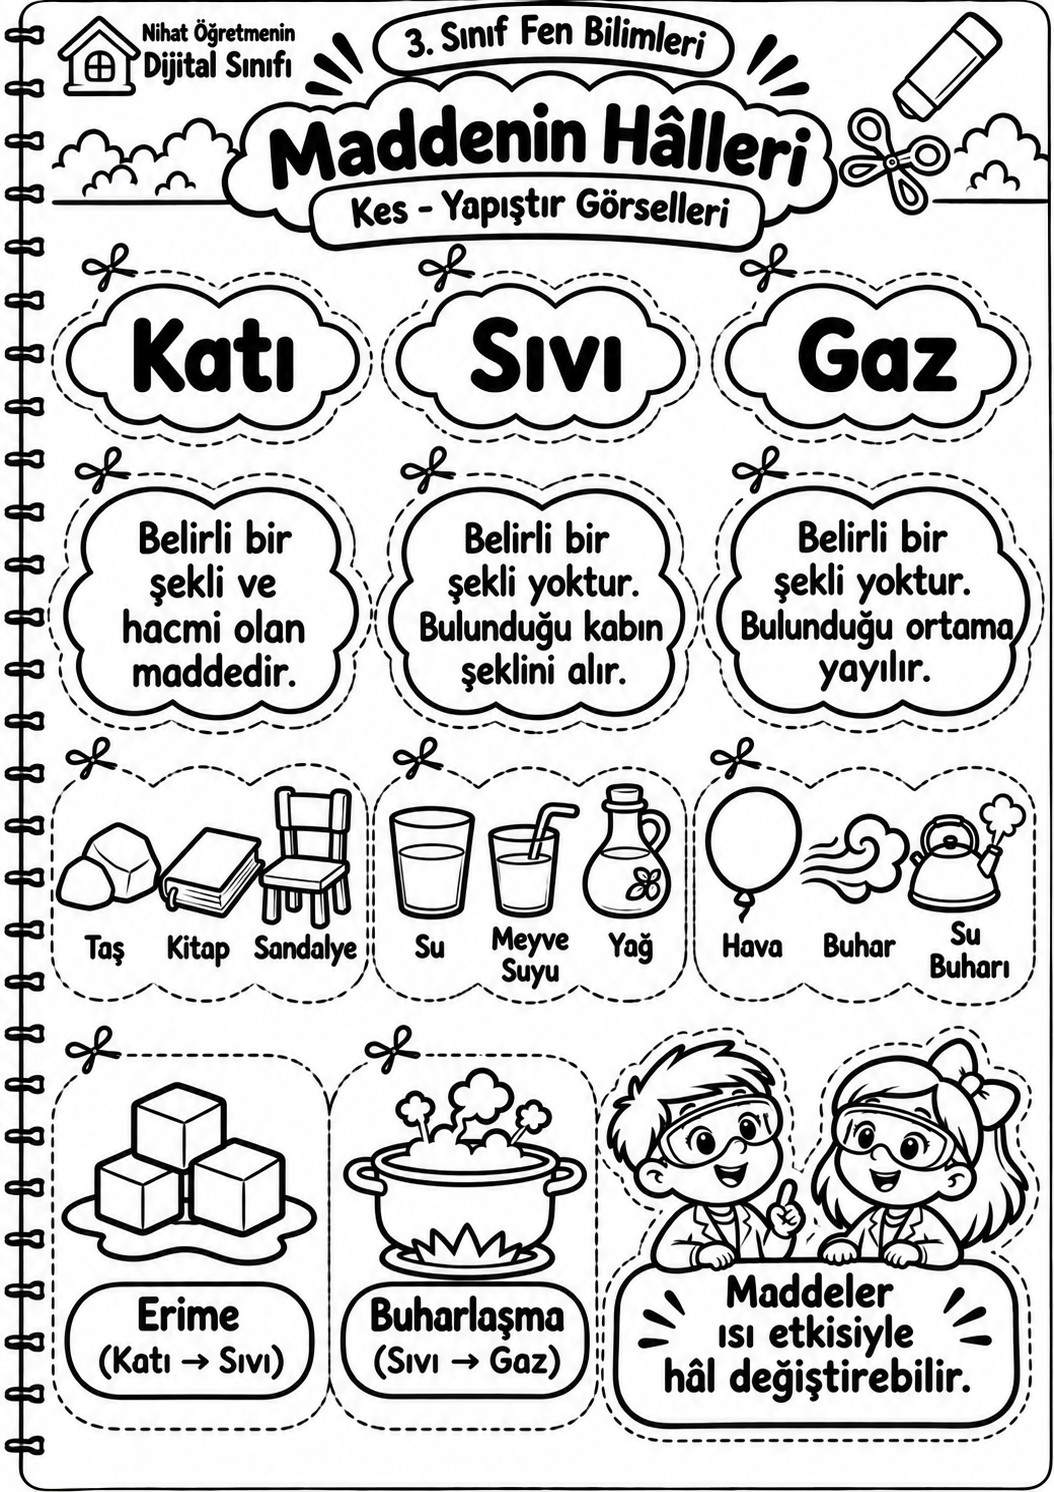 Nihat Öğretmenin
Dijital Sınıfı
3. Sınıf Fen Bilimleri
Maddenin Hâlleri
Kes - Yapıştır Görselleri
Katı
Sıvı
Gaz
Belirli bir
şekli ve
hacmi olan
maddedir.
Belirli bir
şekli yoktur.
Bulunduğu kabın
şeklini alır.
Belirli bir
şekli yoktur.
Bulunduğu ortama
yayılır.
Taş
Kitap
Sandalye
Su
Meyve
Suyu
Yağ
Hava
Buhar
Su
Buharı
Erime
(Katı → Sıvı)
Buharlaşma
(Sıvı → Gaz)
Maddeler
ısı etkisiyle
hâl değiştirebilir.